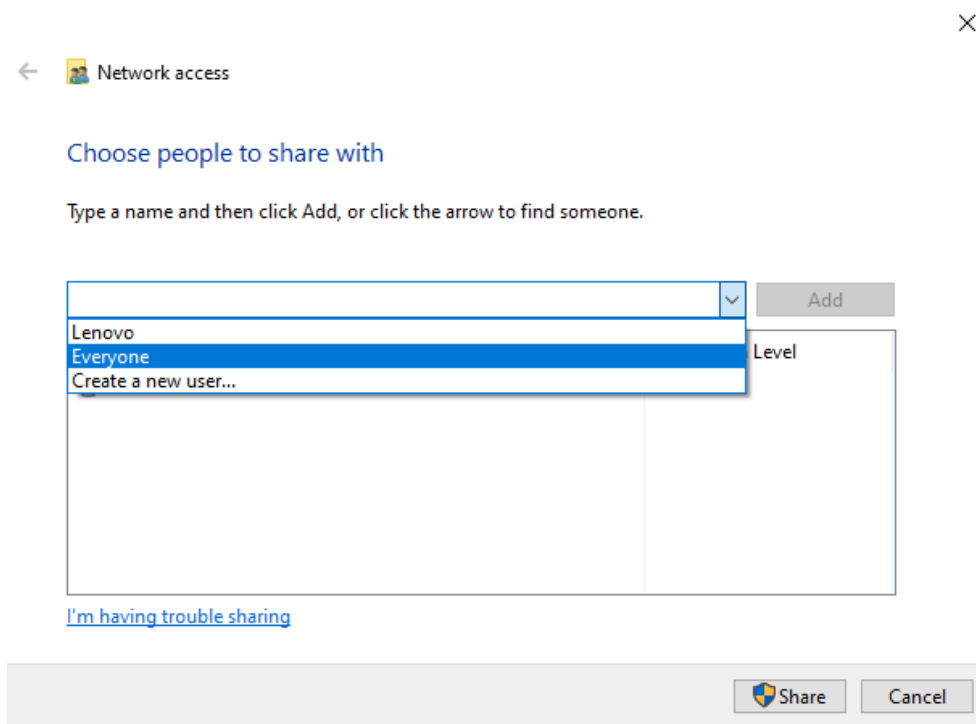 Network access
Choose people to share with
Type a name and then click Add, or click the arrow to find someone.
Add
Lenovo
Everyone
Create a new user...
Level
I'm having trouble sharing
Share
Cancel